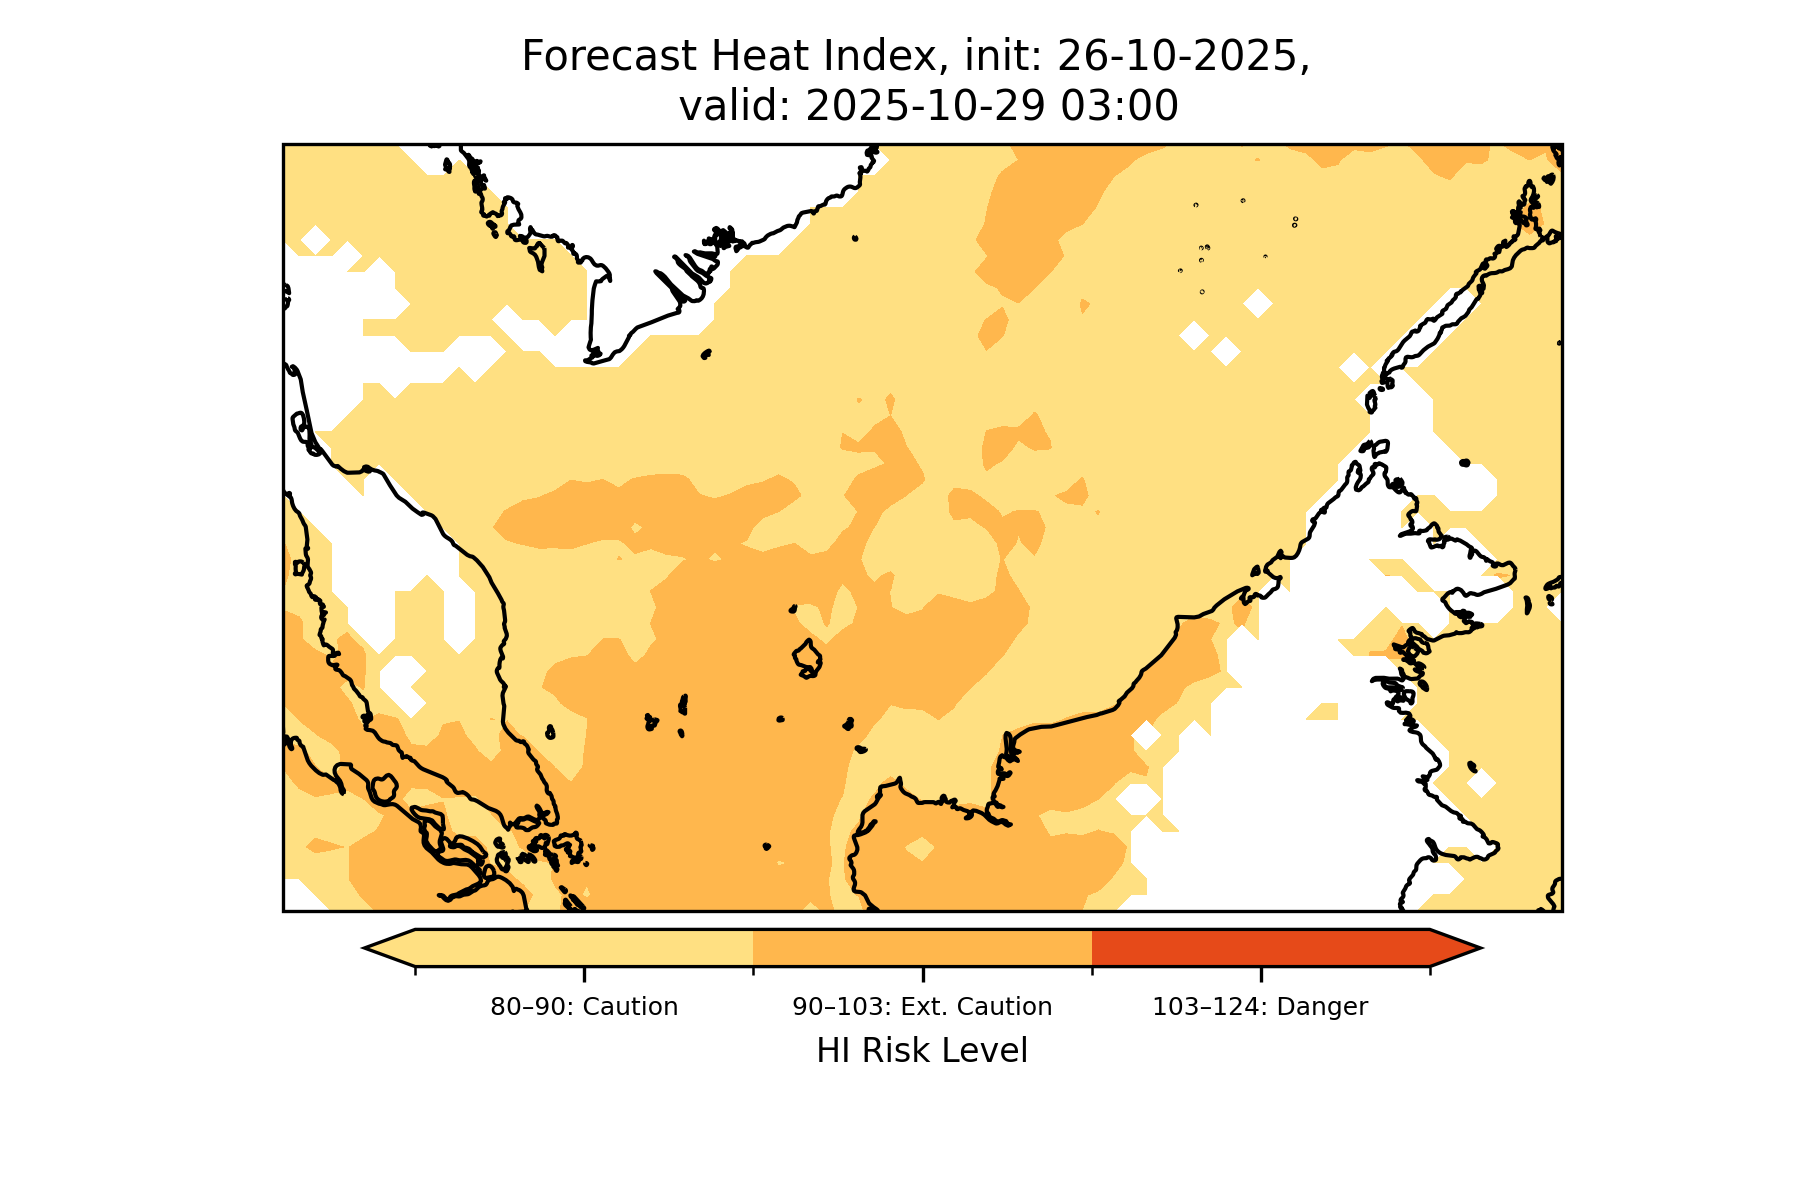 Forecast Heat Index, init: 26-10-2025,
valid: 2025-10-29 03:00
80–90: Caution
90–103: Ext. Caution
103–124: Danger
HI Risk Level